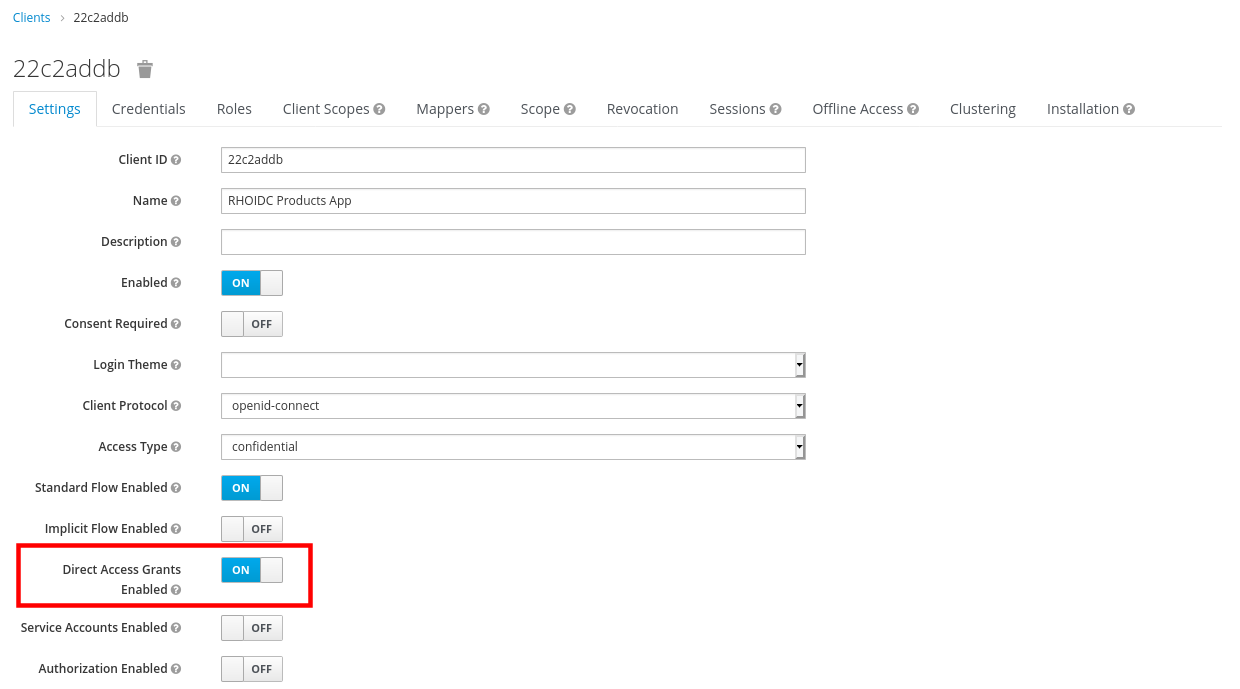 Clients › 22c2addb
22c2addb
Settings Credentials Roles Client Scopes Mappers Scope Revocation Sessions Offline Access Clustering Installation
Client ID 22c2addb
Name RHOIDC Products App
Description
Enabled ON
Consent Required OFF
Login Theme
Client Protocol openid-connect
Access Type confidential
Standard Flow Enabled ON
Implicit Flow Enabled OFF
Direct Access Grants ON
Enabled
Service Accounts Enabled OFF
Authorization Enabled OFF